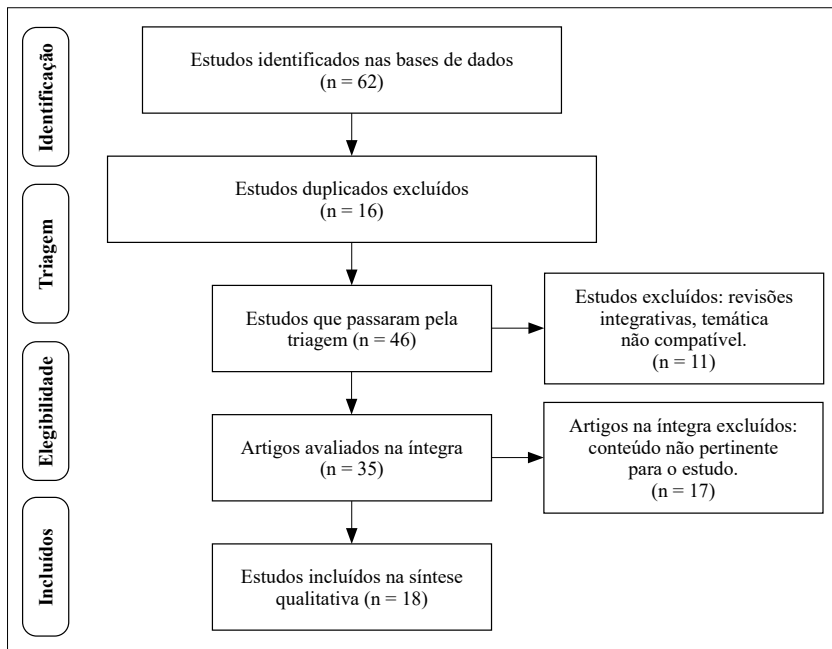 Identificação
Estudos identificados nas bases de dados
(n = 62)
Triagem
Estudos duplicados excluídos
(n = 16)
Estudos que passaram pela
triagem (n = 46)
Estudos excluídos: revisões
integrativas, temática
não compatível.
(n = 11)
Elegibilidade
Artigos avaliados na íntegra
(n = 35)
Artigos na íntegra excluídos:
conteúdo não pertinente
para o estudo.
(n = 17)
Incluídos
Estudos incluídos na síntese
qualitativa (n = 18)